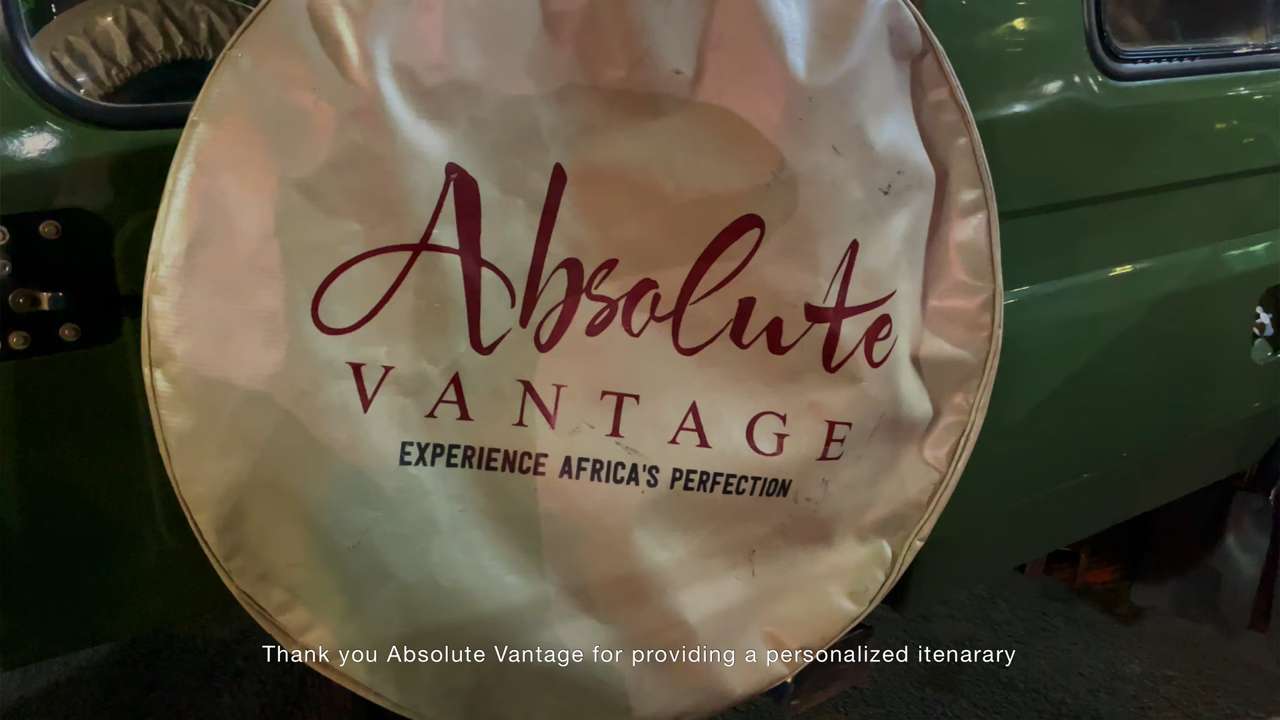 Absolute
VANTAGE
EXPERIENCE AFRICA'S PERFECTION
Thank you Absolute Vantage for providing a personalized itenarary